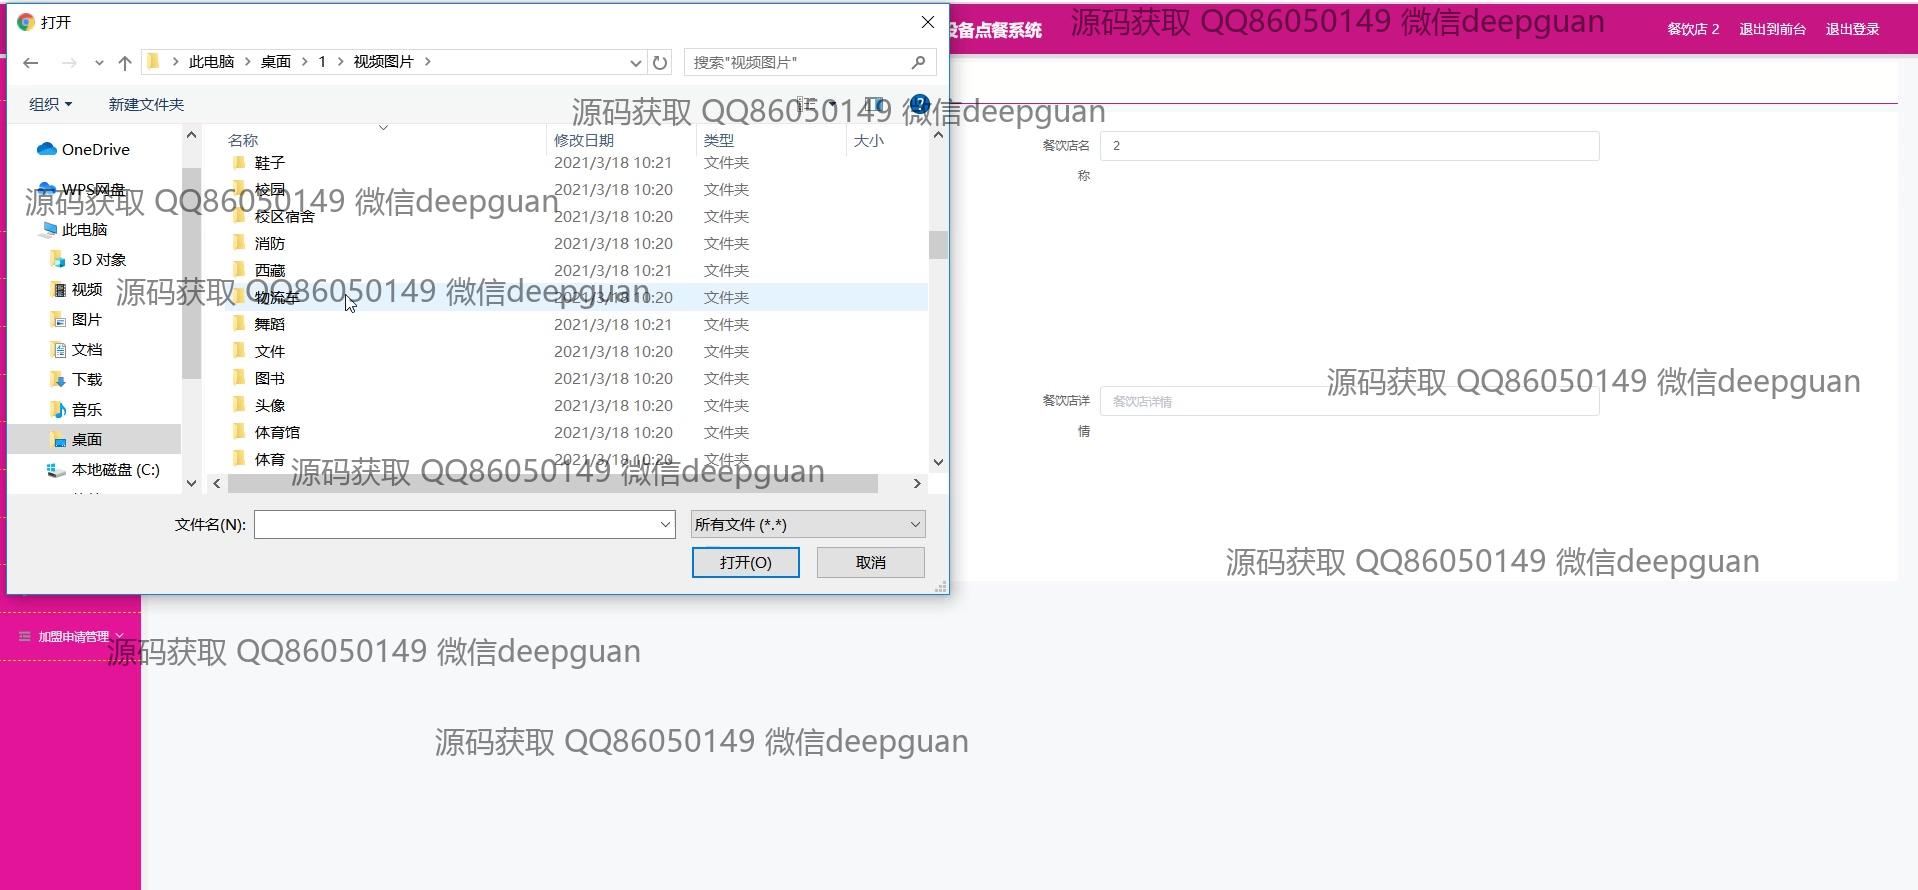 打开
设备点餐系统
源码获取 QQ86050149 微信deepguan
餐饮店 2
退出到前台
退出登录
此电脑
桌面
1
视频图片
搜索"视频图片"
组织
新建文件夹
源码获取 QQ86050149 微信deepguan
名称
修改日期
类型
大小
OneDrive
WPS网盘
此电脑
3D 对象
视频
图片
文档
下载
音乐
桌面
本地磁盘 (C:)
鞋子 2021/3/18 10:21 文件夹
校园 2021/3/18 10:20 文件夹
源码获取 QQ86050149 微信deepguan
校区宿舍 2021/3/18 10:20 文件夹
消防 2021/3/18 10:20 文件夹
西藏 2021/3/18 10:21 文件夹
源码获取 QQ86050149 微信deepguan
物流车 2021/3/18 10:20 文件夹
舞蹈 2021/3/18 10:21 文件夹
文件 2021/3/18 10:20 文件夹
图书 2021/3/18 10:20 文件夹
头像 2021/3/18 10:20 文件夹
体育馆 2021/3/18 10:20 文件夹
体育 2021/3/18 10:20 文件夹
源码获取 QQ86050149 微信deepguan
文件名(N):
所有文件 (*.*)
打开(O)
取消
餐饮店名
称
2
源码获取 QQ86050149 微信deepguan
餐饮店详
情
餐饮店详情
源码获取 QQ86050149 微信deepguan
加盟申请管理
源码获取 QQ86050149 微信deepguan
源码获取 QQ86050149 微信deepguan